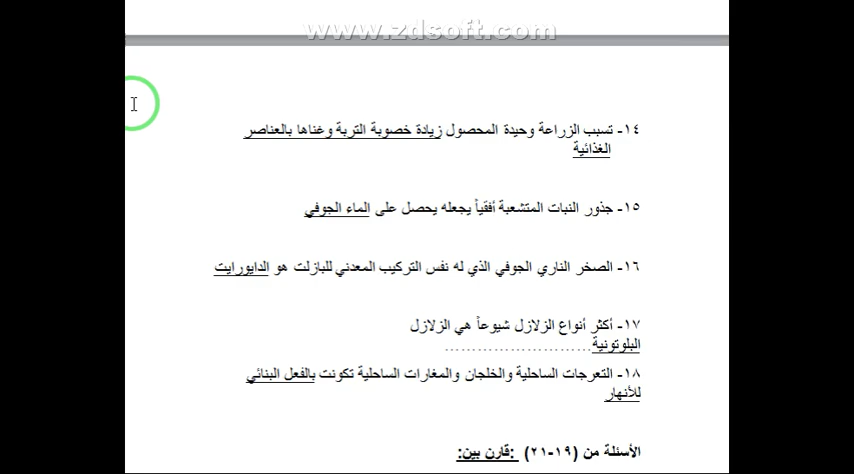 www.zdsoft.com
١٤- تسبب الزراعة وحيدة المحصول زيادة خصوبة التربة وغناها بالعناصر
الغذائية
١٥- جذور النبات المتشعبة أفقياً يجعله يحصل على الماء الجوفي
١٦- الصخر الناري الجوفي الذي له نفس التركيب المعدني للبازلت هو الدايورايت
١٧- أكثر أنواع الزلازل شيوعاً هي الزلازل
البلوتونية...........................
١٨- التعرجات الساحلية والخلجان والمغارات الساحلية تكونت بالفعل البنائي
للأنهار
الأسئلة من (١٩-٢١) :قارن بين: